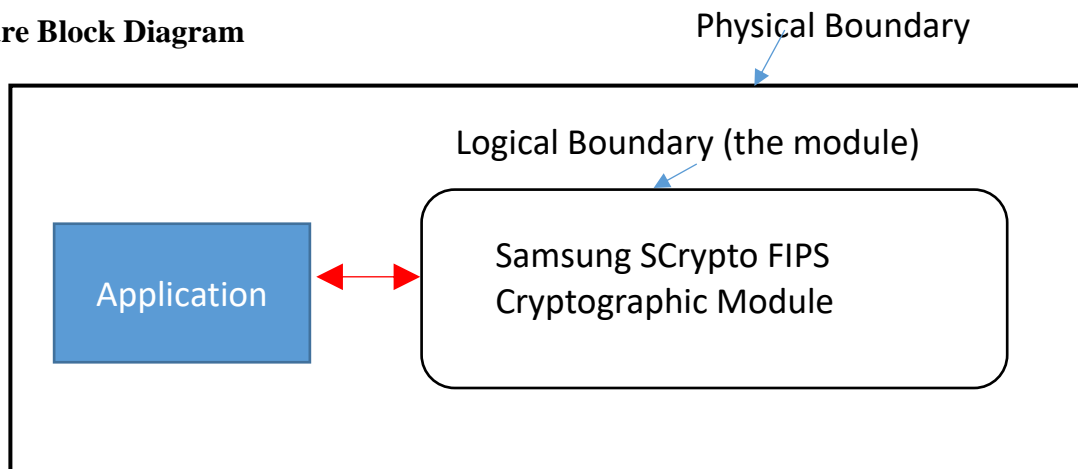 re Block Diagram
Physical Boundary
Logical Boundary (the module)
Samsung SCrypto FIPS
Cryptographic Module
Application